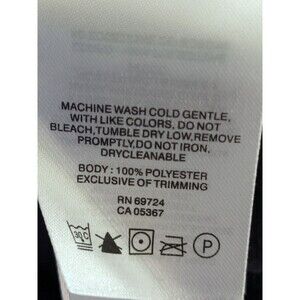 MACHINE WASH COLD GENTLE,
WITH LIKE COLORS, DO NOT
BLEACH,TUMBLE DRY LOW,REMOVE
PROMPTLY,DO NOT IRON,
DRYCLEANABLE
BODY : 100% POLYESTER
EXCLUSIVE OF TRIMMING
RN 69724
CA 05367
30°C P